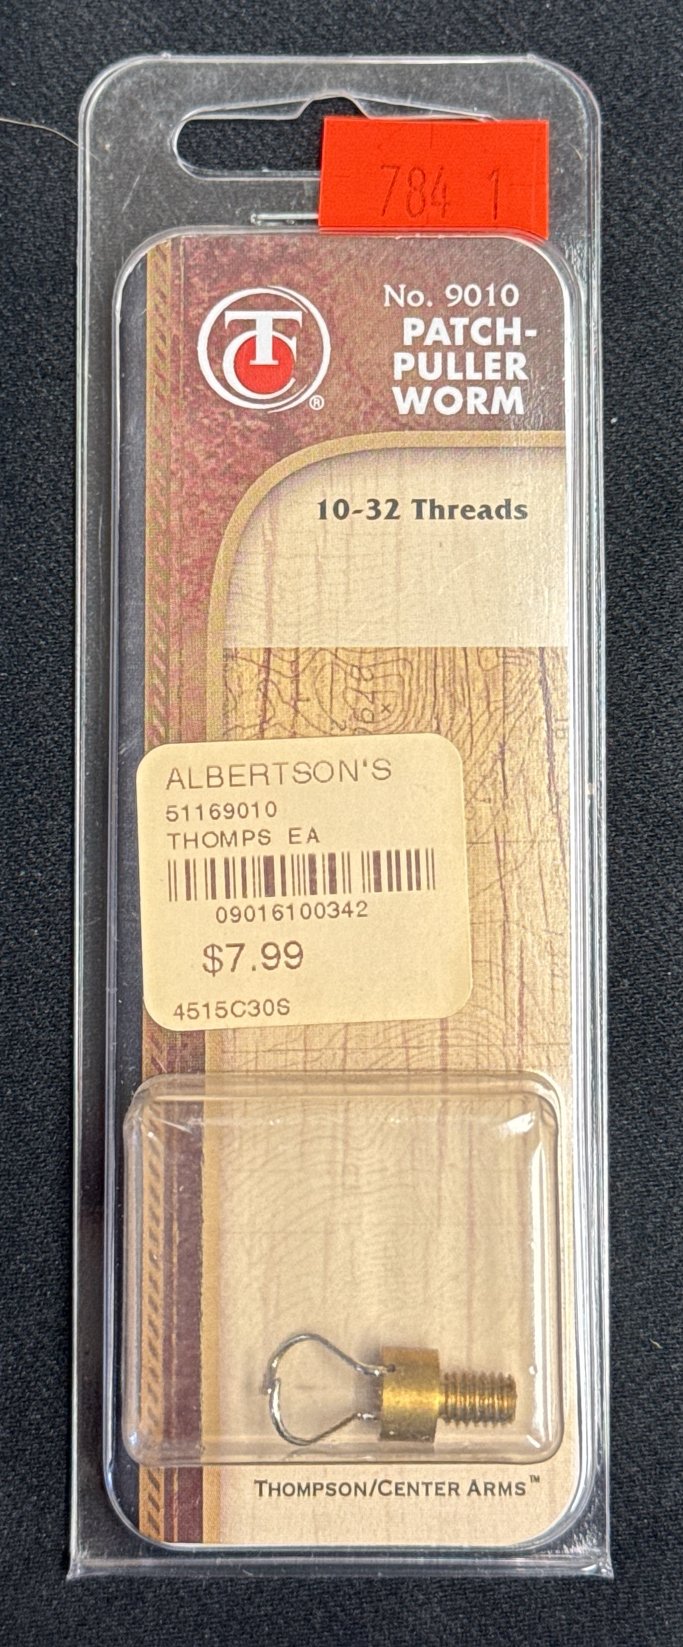 784 1
TC®
No. 9010
PATCH-
PULLER
WORM
10-32 Threads
ALBERTSON'S
51169010
THOMPS EA
09016100342
$7.99
4515C30S
THOMPSON/CENTER ARMS™